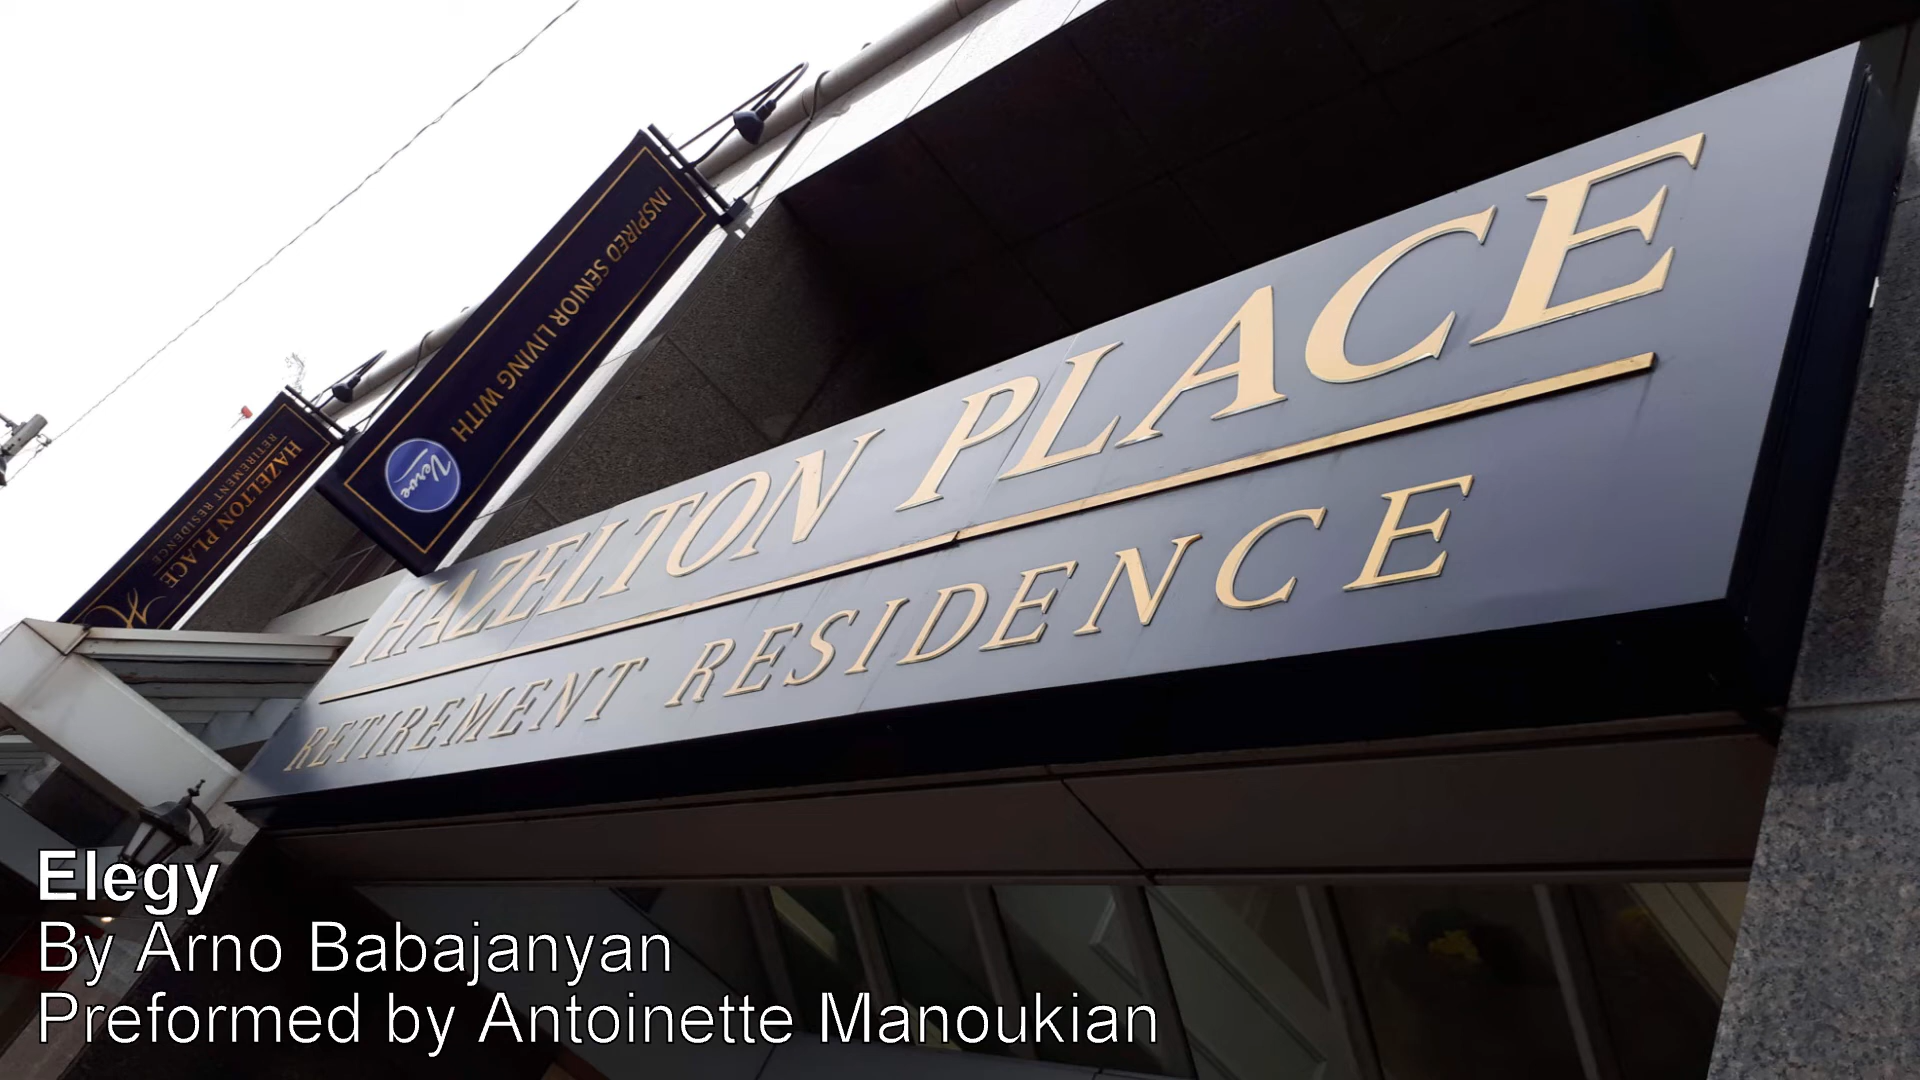 INSPIRED SENIOR LIVING WITH
Verve
HAZELTON PLACE
RETIREMENT RESIDENCE
HAZELTON PLACE
RETIREMENT RESIDENCE
Elegy
By Arno Babajanyan
Preformed by Antoinette Manoukian